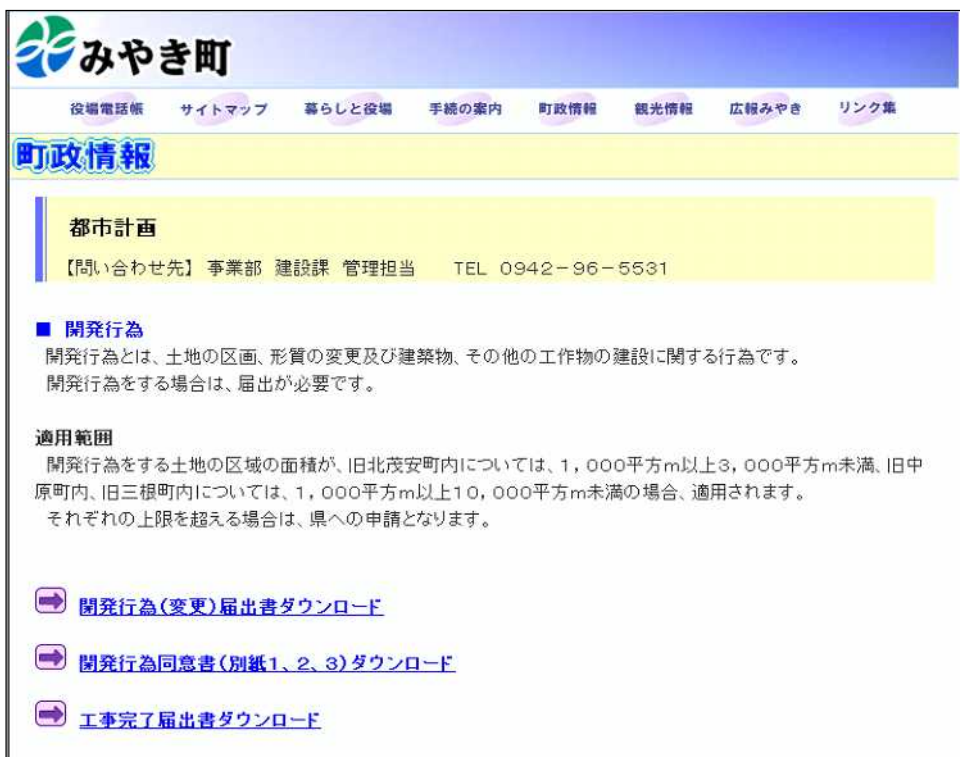 みやき町
役場電話帳 サイトマップ 暮らしと役場 手続の案内 町政情報 観光情報 広報みやき リンク集
町政情報
都市計画
【問い合わせ先】 事業部 建設課 管理担当 TEL 0942-96-5531
■ 開発行為
開発行為とは、土地の区画、形質の変更及び建築物、その他の工作物の建設に関する行為です。
開発行為をする場合は、届出が必要です。
適用範囲
開発行為をする土地の区域の面積が、旧北茂安町内については、1,000平方m以上3,000平方m未満、旧中
原町内、旧三根町内については、1,000平方m以上10,000平方m未満の場合、適用されます。
それぞれの上限を超える場合は、県への申請となります。
開発行為(変更)届出書ダウンロード
開発行為同意書(別紙1、2、3)ダウンロード
工事完了届出書ダウンロード